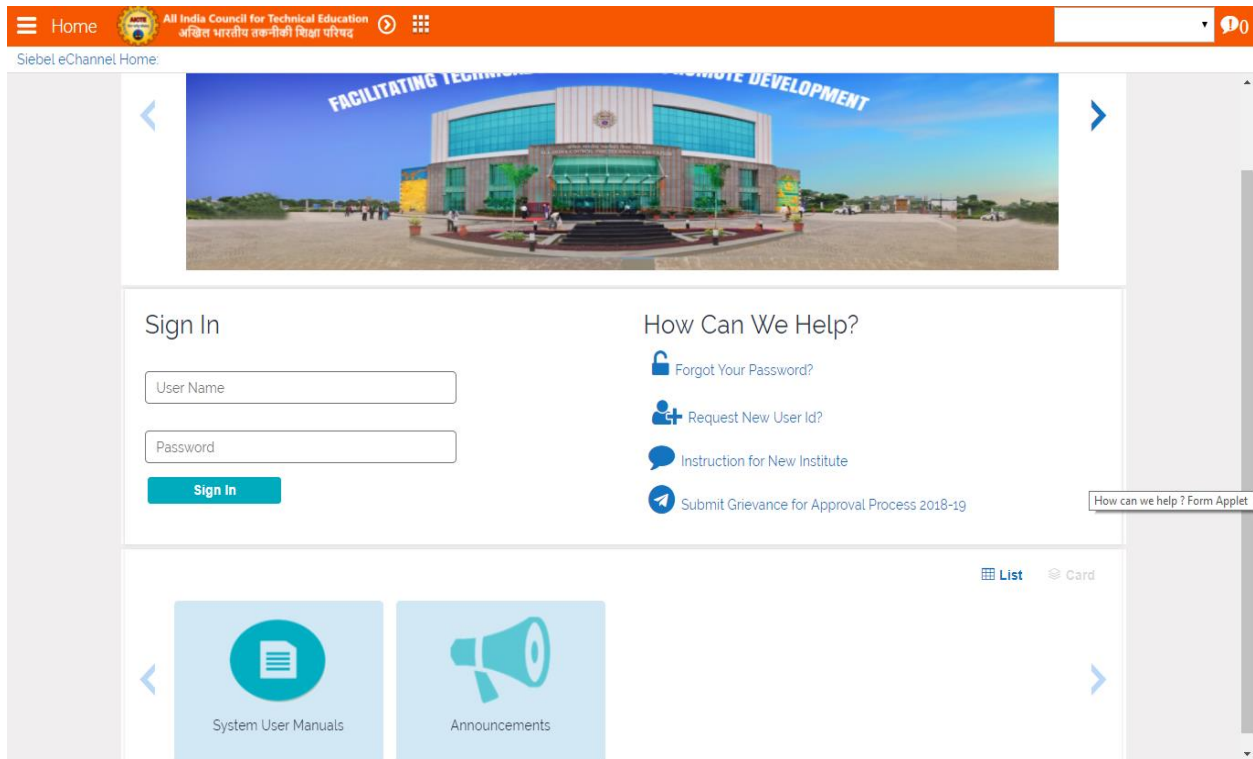 Home
AICTE
All India Council for Technical Education
अखिल भारतीय तकनीकी शिक्षा परिषद
0
Siebel eChannel Home:
FACILITATING
DEVELOPMENT
Sign In
User Name
Password
Sign In
How Can We Help?
Forgot Your Password?
Request New User Id?
Instruction for New Institute
Submit Grievance for Approval Process 2018-19
How can we help ? Form Applet
List
Card
System User Manuals
Announcements